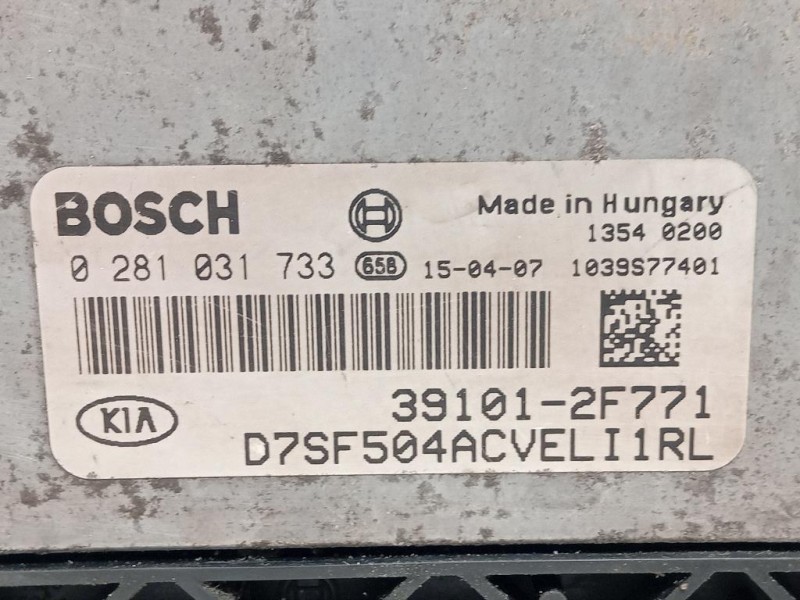 BOSCH
Made in Hungary
1354 0200
0 281 031 733 65B 15-04-07 1039S77401
KIA
39101-2F771
D7SF504ACVELI1RL